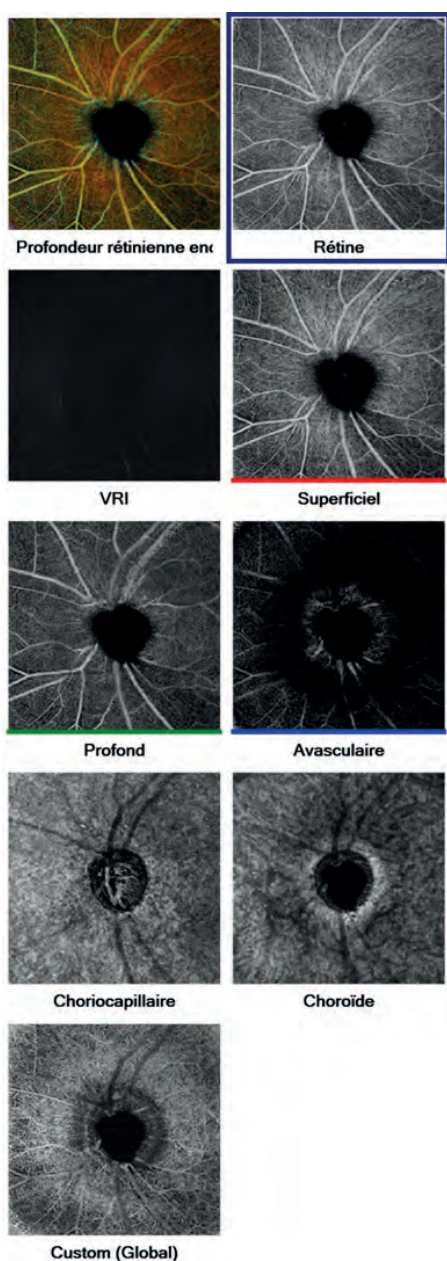 Profondeur rétinienne enc
Rétine
VRI
Superficiel
Profond
Avasculaire
Choriocapillaire
Choroïde
Custom (Global)